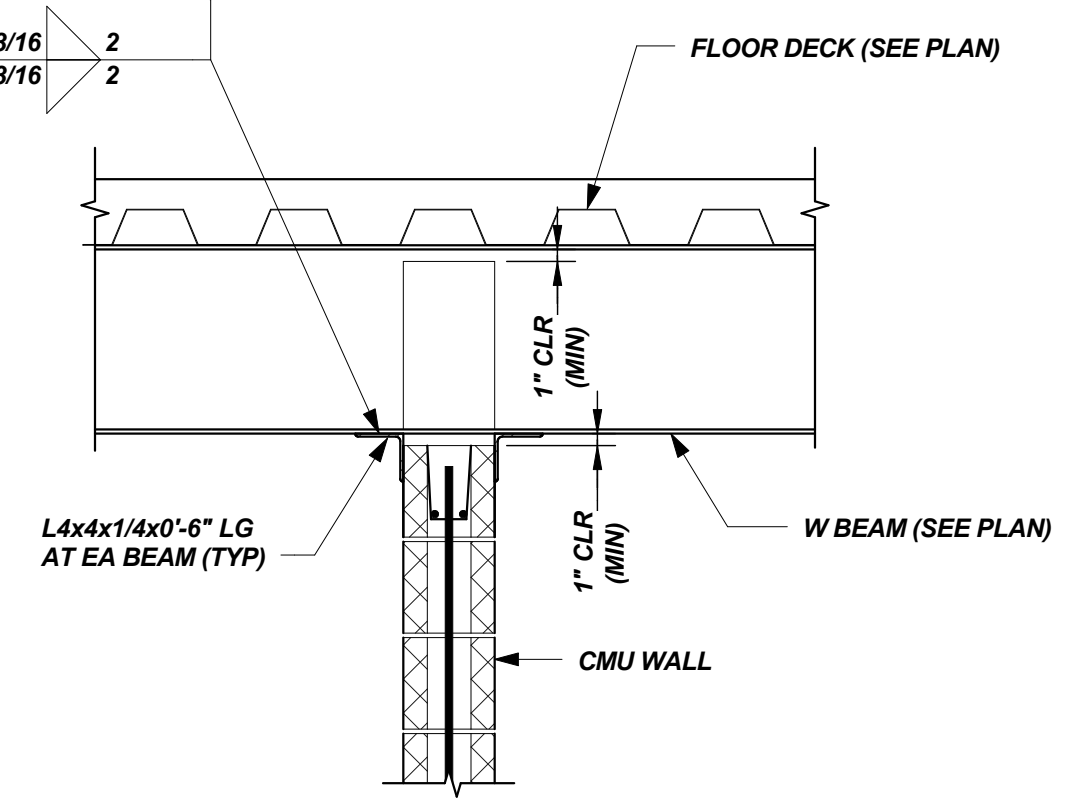 3/16 2
3/16 2
FLOOR DECK (SEE PLAN)
1" CLR
(MIN)
L4x4x1/4x0'-6" LG
AT EA BEAM (TYP)
1" CLR
(MIN)
W BEAM (SEE PLAN)
CMU WALL